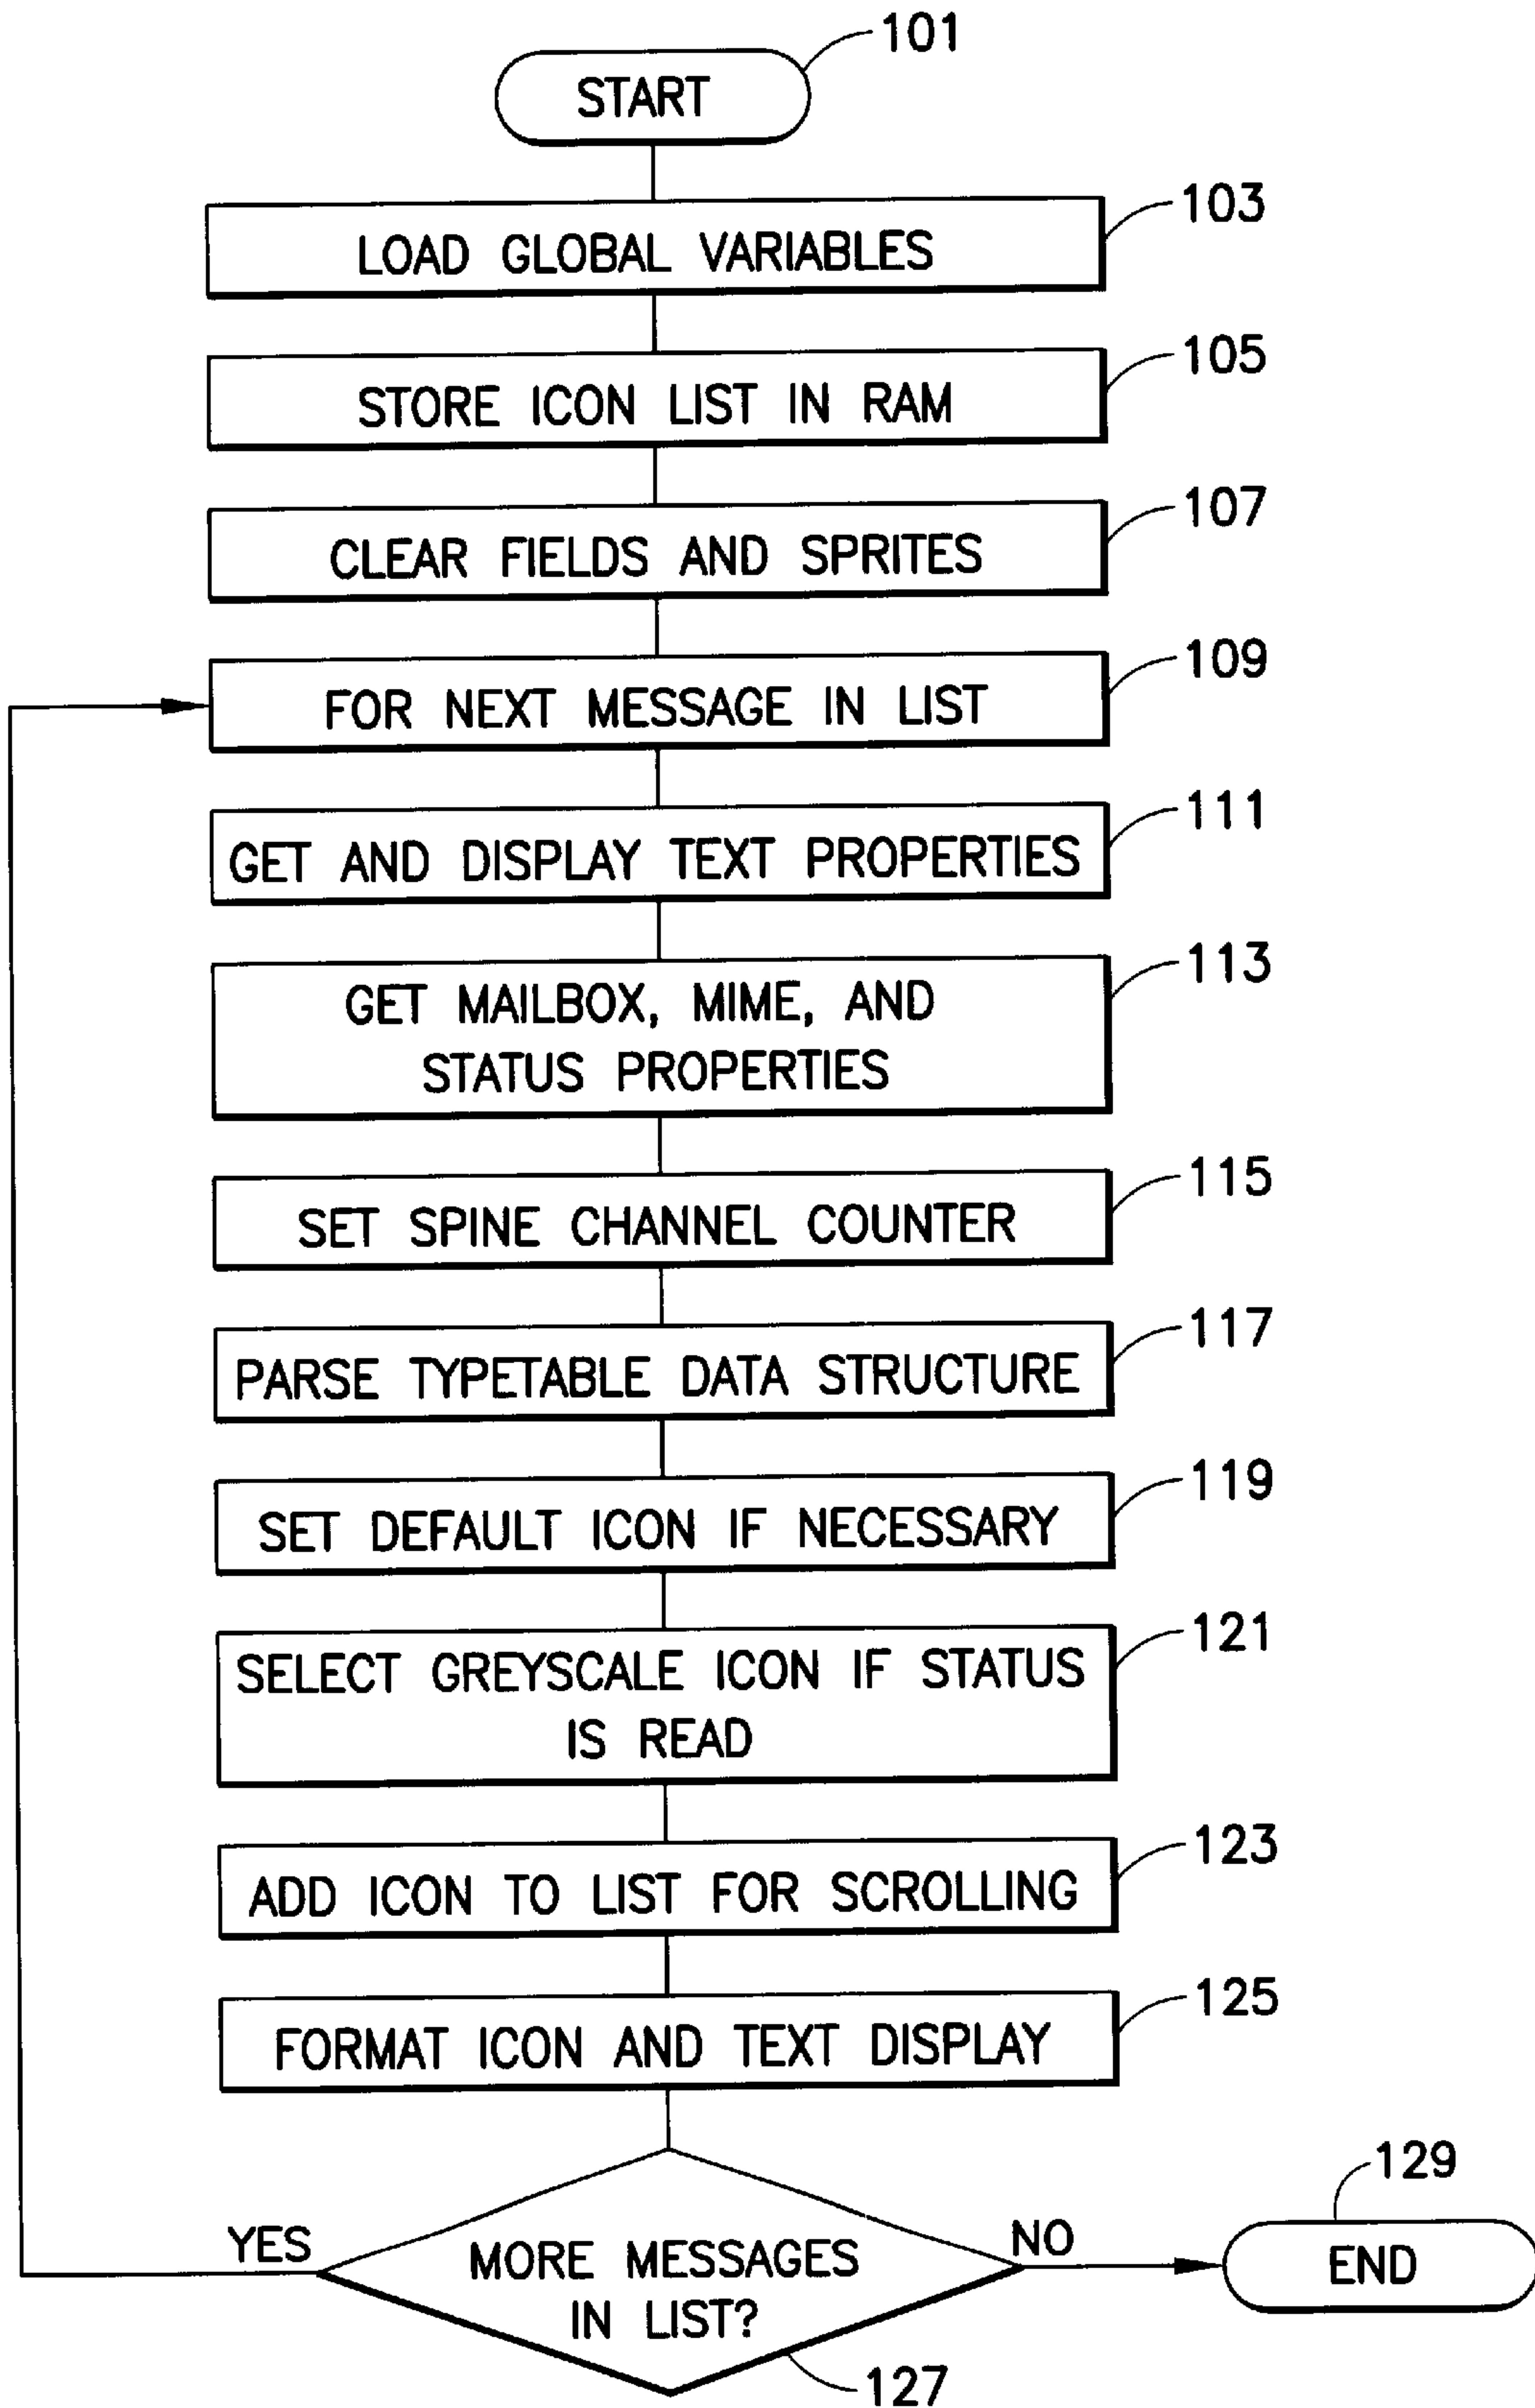 101
START
103
LOAD GLOBAL VARIABLES
105
STORE ICON LIST IN RAM
107
CLEAR FIELDS AND SPRITES
109
FOR NEXT MESSAGE IN LIST
111
GET AND DISPLAY TEXT PROPERTIES
113
GET MAILBOX, MIME, AND
STATUS PROPERTIES
115
SET SPINE CHANNEL COUNTER
117
PARSE TYPETABLE DATA STRUCTURE
119
SET DEFAULT ICON IF NECESSARY
121
SELECT GREYSCALE ICON IF STATUS
IS READ
123
ADD ICON TO LIST FOR SCROLLING
125
FORMAT ICON AND TEXT DISPLAY
129
YES
MORE MESSAGES
IN LIST?
NO
END
127